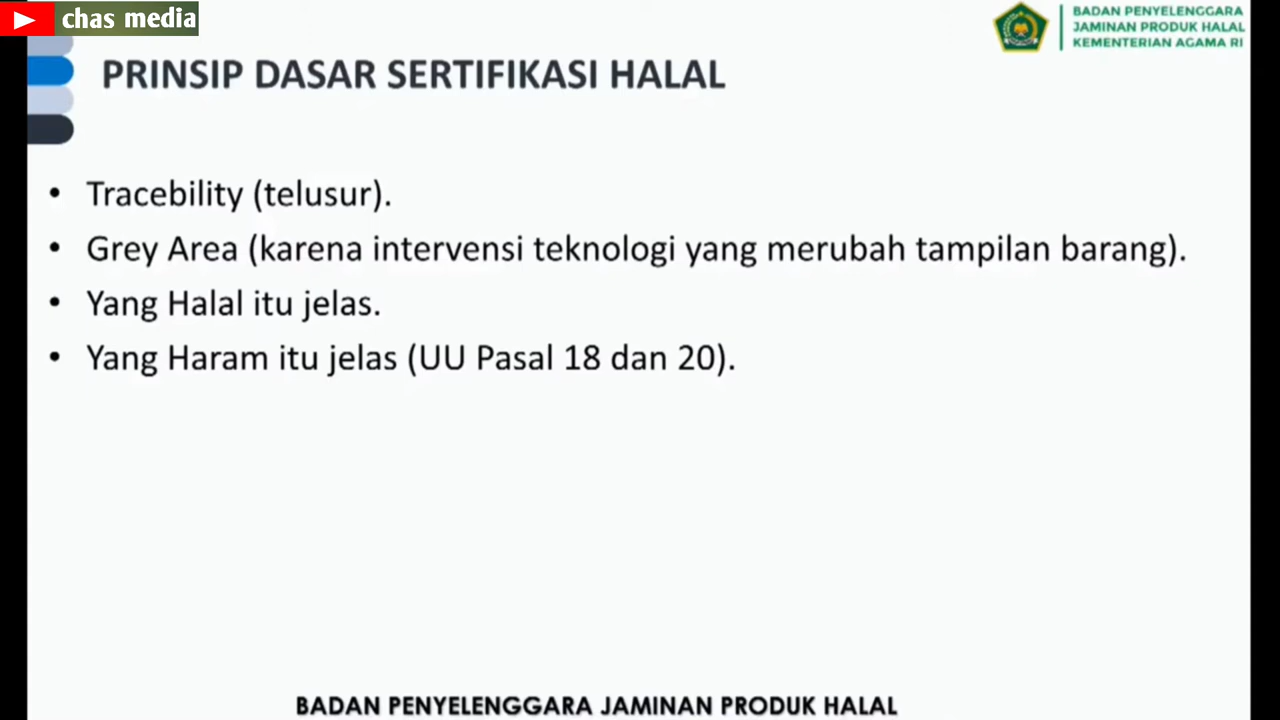 chas media
BADAN PENYELENGGARA
JAMINAN PRODUK HALAL
KEMENTERIAN AGAMA RI
PRINSIP DASAR SERTIFIKASI HALAL
• Tracebility (telusur).
• Grey Area (karena intervensi teknologi yang merubah tampilan barang).
• Yang Halal itu jelas.
• Yang Haram itu jelas (UU Pasal 18 dan 20).
BADAN PENYELENGGARA JAMINAN PRODUK HALAL